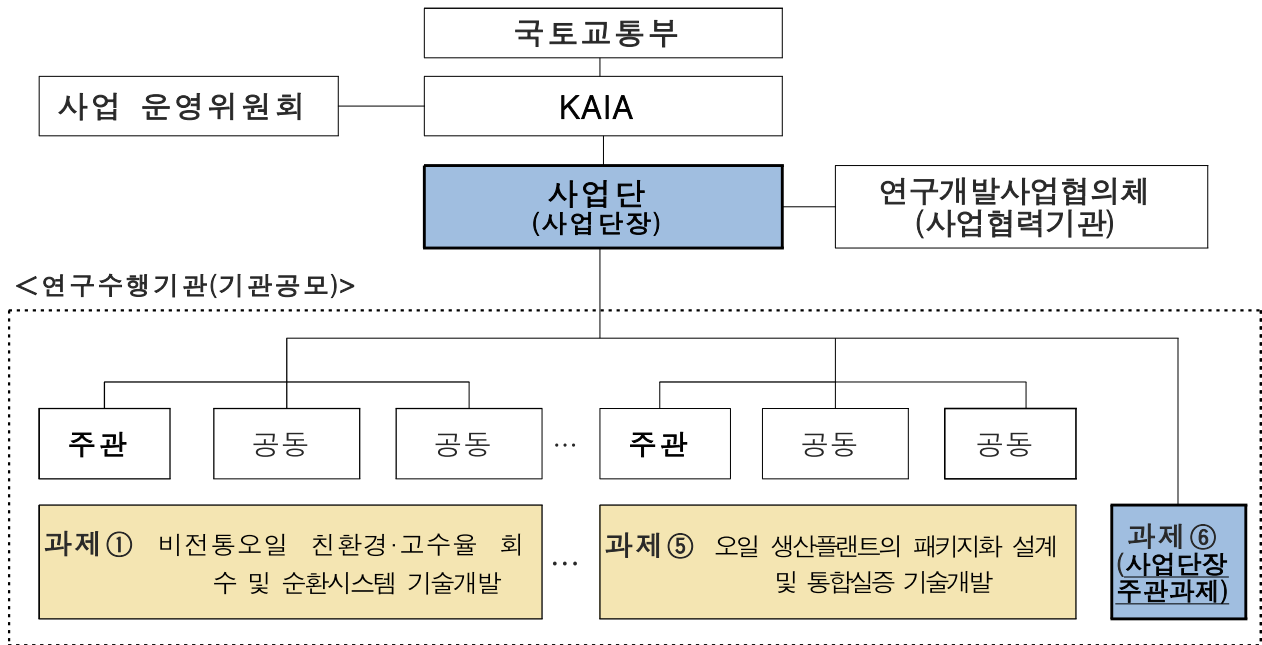 국토교통부
사업 운영위원회
KAIA
사업단
(사업단장)
연구개발사업협의체
(사업협력기관)
<연구수행기관(기관공모)>
주관
공동
공동
…
주관
공동
공동
과제① 비전통오일 친환경·고수율 회
수 및 순환시스템 기술개발
…
과제⑤ 오일 생산플랜트의 패키지화 설계
및 통합실증 기술개발
과제⑥
(사업단장
주관과제)